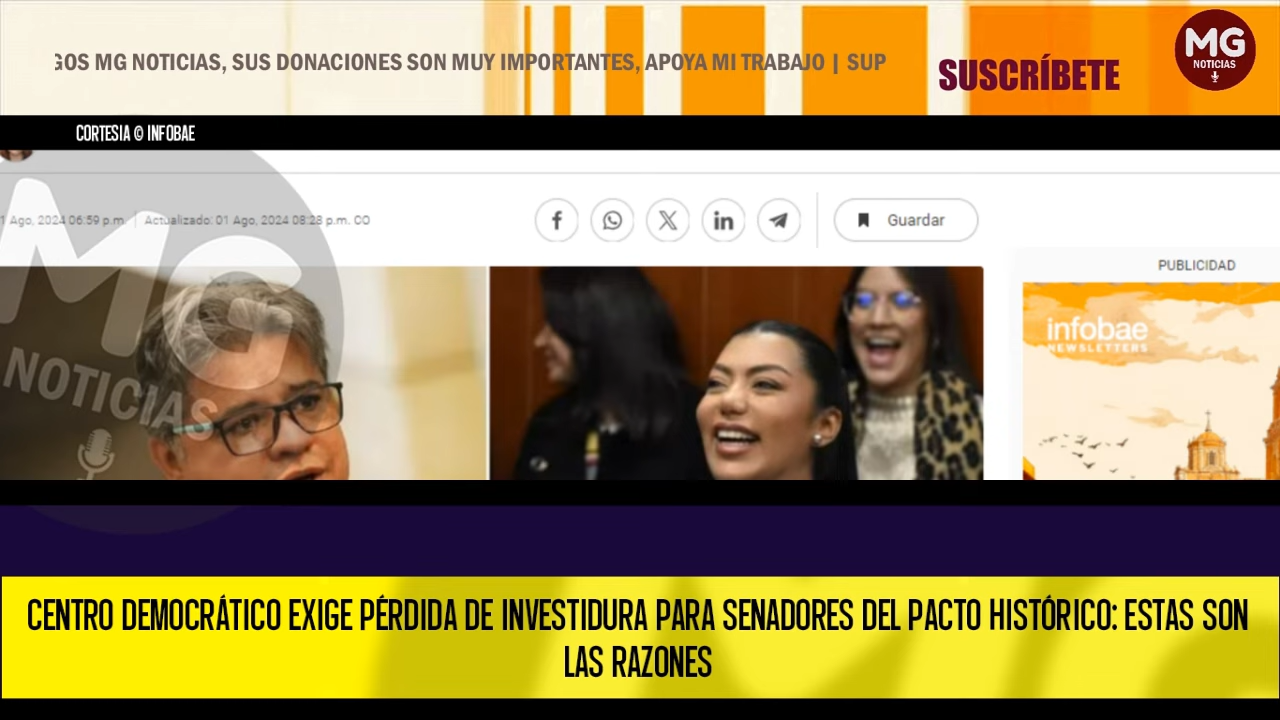 GOS MG NOTICIAS, SUS DONACIONES SON MUY IMPORTANTES, APOYA MI TRABAJO | SUP
SUSCRÍBETE
MG
NOTICIAS
CORTESIA © INFOBAE
1 Ago, 2024 06:59 p.m. | Actualizado: 01 Ago, 2024 08:28 p.m. CO
Guardar
PUBLICIDAD
MG
NOTICIAS
infobae
NEWSLETTERS
CENTRO DEMOCRÁTICO EXIGE PÉRDIDA DE INVESTIDURA PARA SENADORES DEL PACTO HISTÓRICO: ESTAS SON
LAS RAZONES